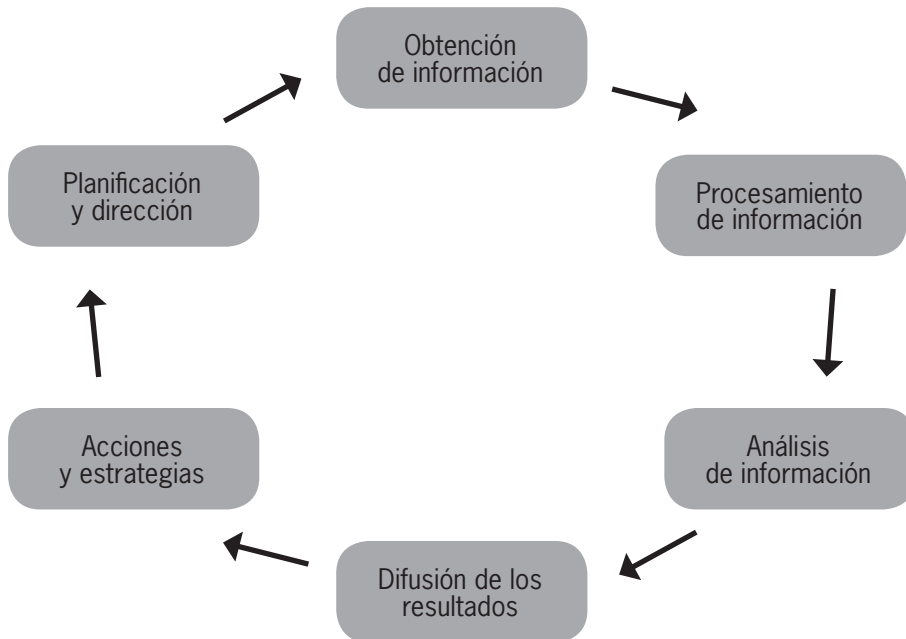 Obtención
de información
Planificación
y dirección
Procesamiento
de información
Acciones
y estrategias
Análisis
de información
Difusión de los
resultados